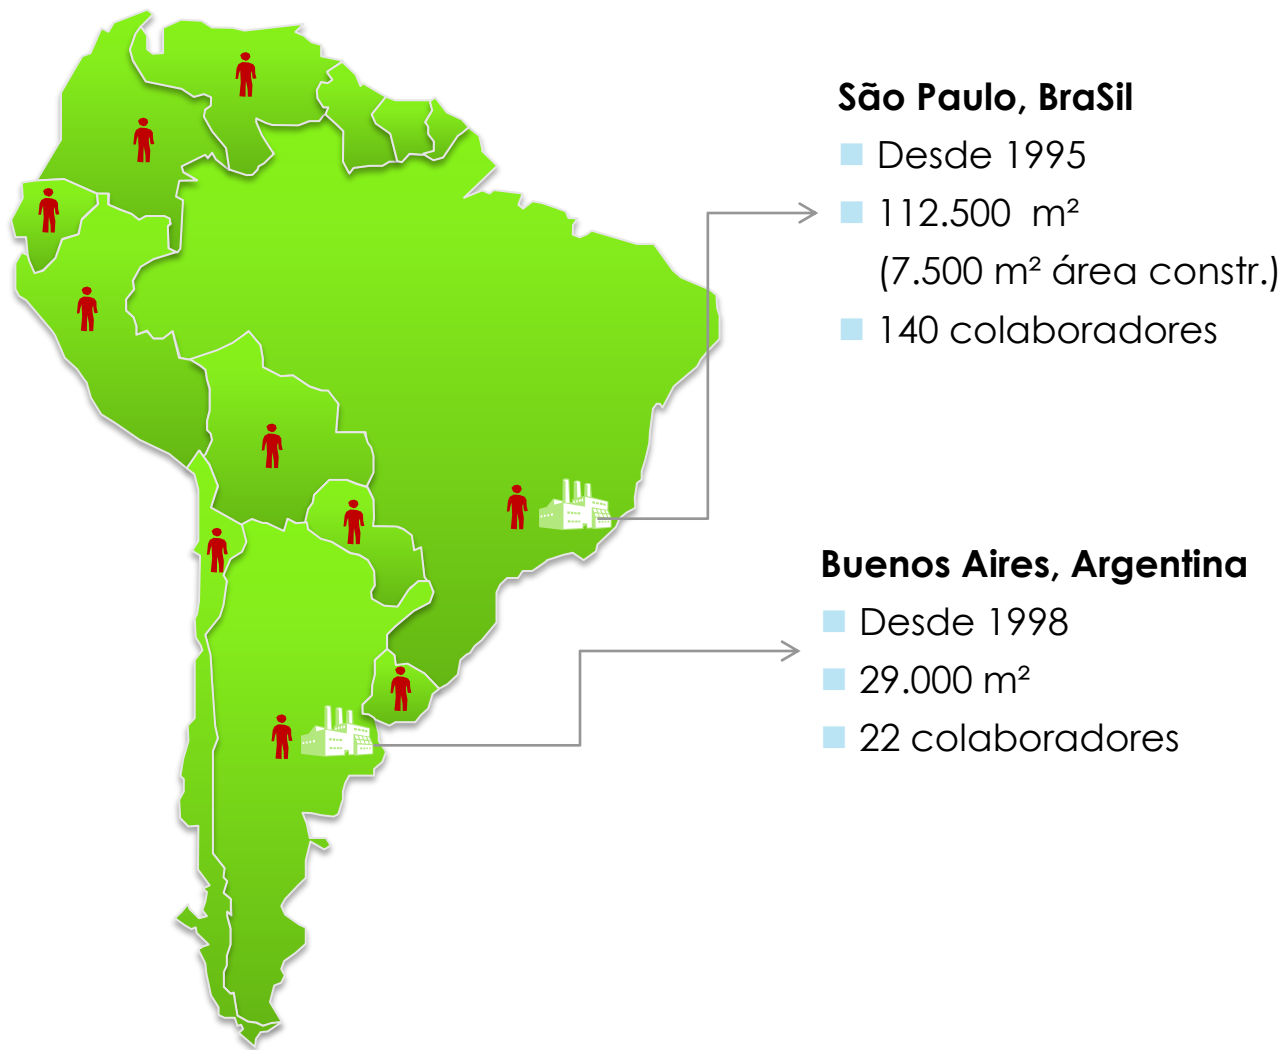 São Paulo, BraSil
Desde 1995
112.500 m²
(7.500 m² área constr.)
140 colaboradores
Buenos Aires, Argentina
Desde 1998
29.000 m²
22 colaboradores